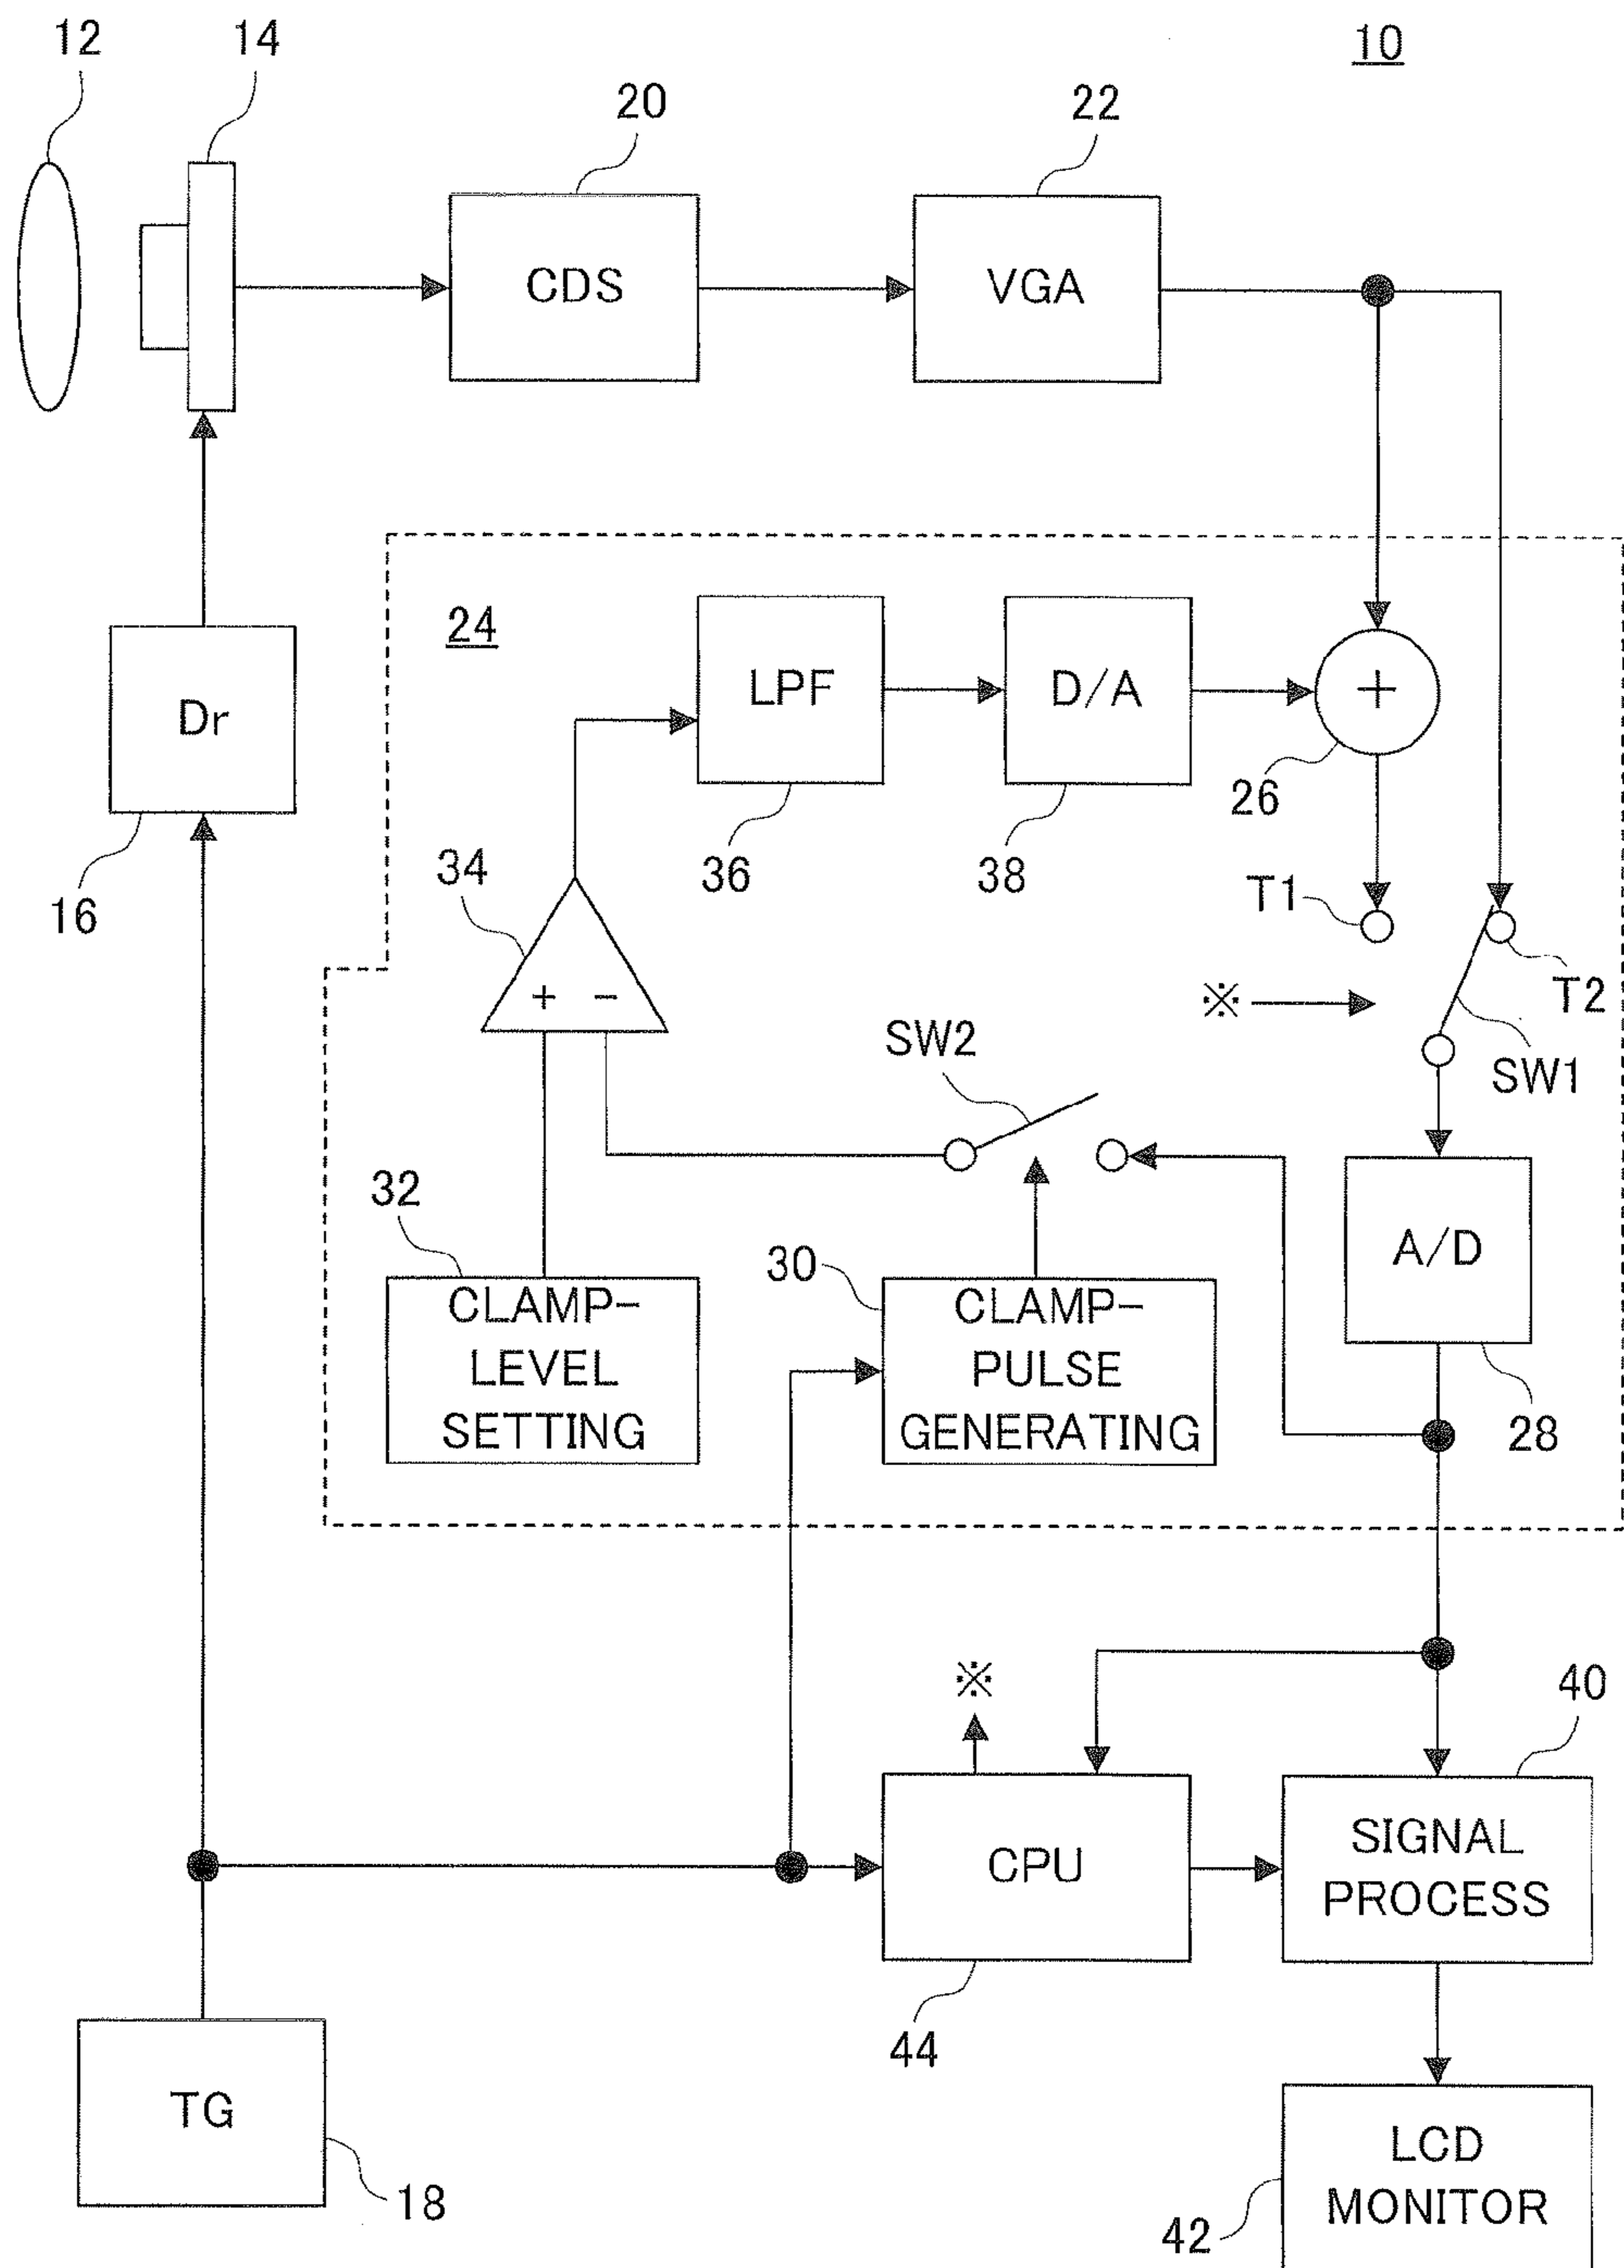 12
14
10
20
22
CDS
VGA
24
LPF
D/A
+
Dr
26
34
36
38
T1
16
+ -
※
T2
SW2
SW1
32
30
A/D
CLAMP-
LEVEL
SETTING
CLAMP-
PULSE
GENERATING
28
※
40
CPU
SIGNAL
PROCESS
44
TG
LCD
MONITOR
18
42